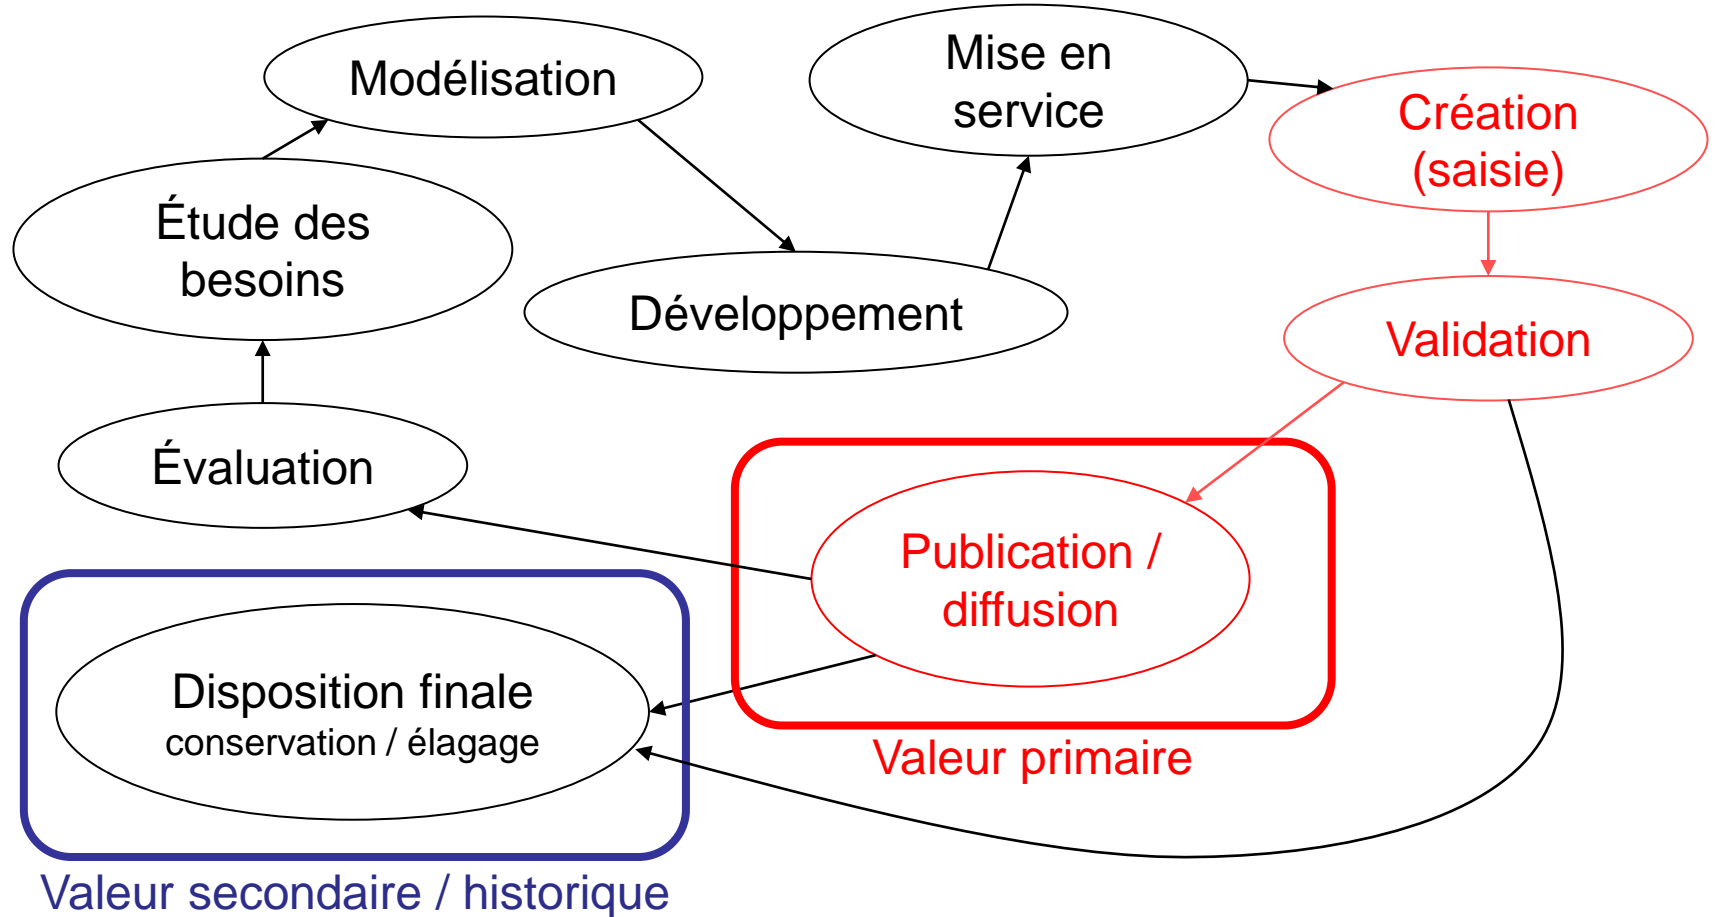 Modélisation
Mise en
service
Création
(saisie)
Étude des
besoins
Développement
Validation
Évaluation
Publication /
diffusion
Disposition finale
conservation / élagage
Valeur primaire
Valeur secondaire / historique